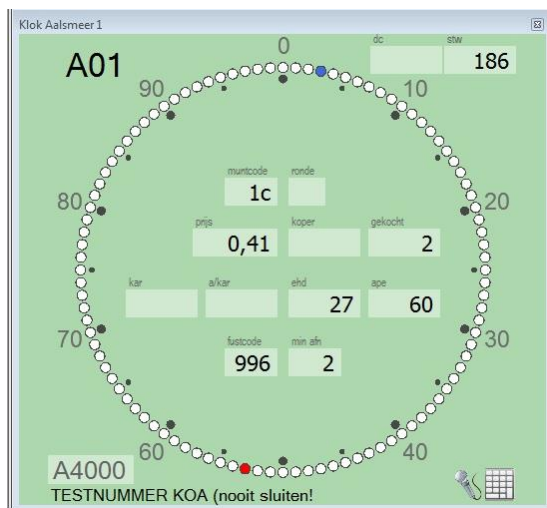 Klok Aalsmeer 1
A01
dc stw
186
0
10
20
30
40
60
70
80
90
muntcode ronde
1c
prijs koper gekocht
0,41 2
kar a/kar ehd ape
27 60
fustcode min afn
996 2
A4000
TESTNUMMER KOA (nooit sluiten!